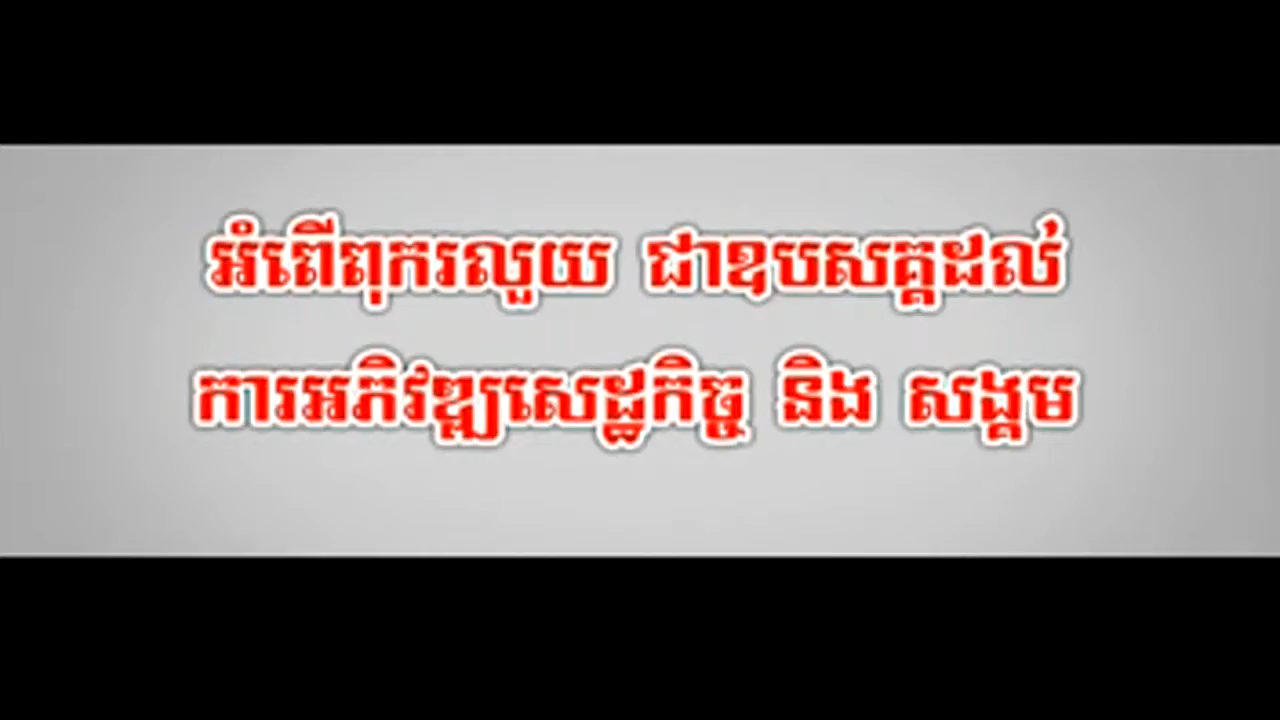 អំពើពុករលួយ ជាឧបសគ្គដល់
ការអភិវឌ្ឍសេដ្ឋកិច្ច និង សង្គម